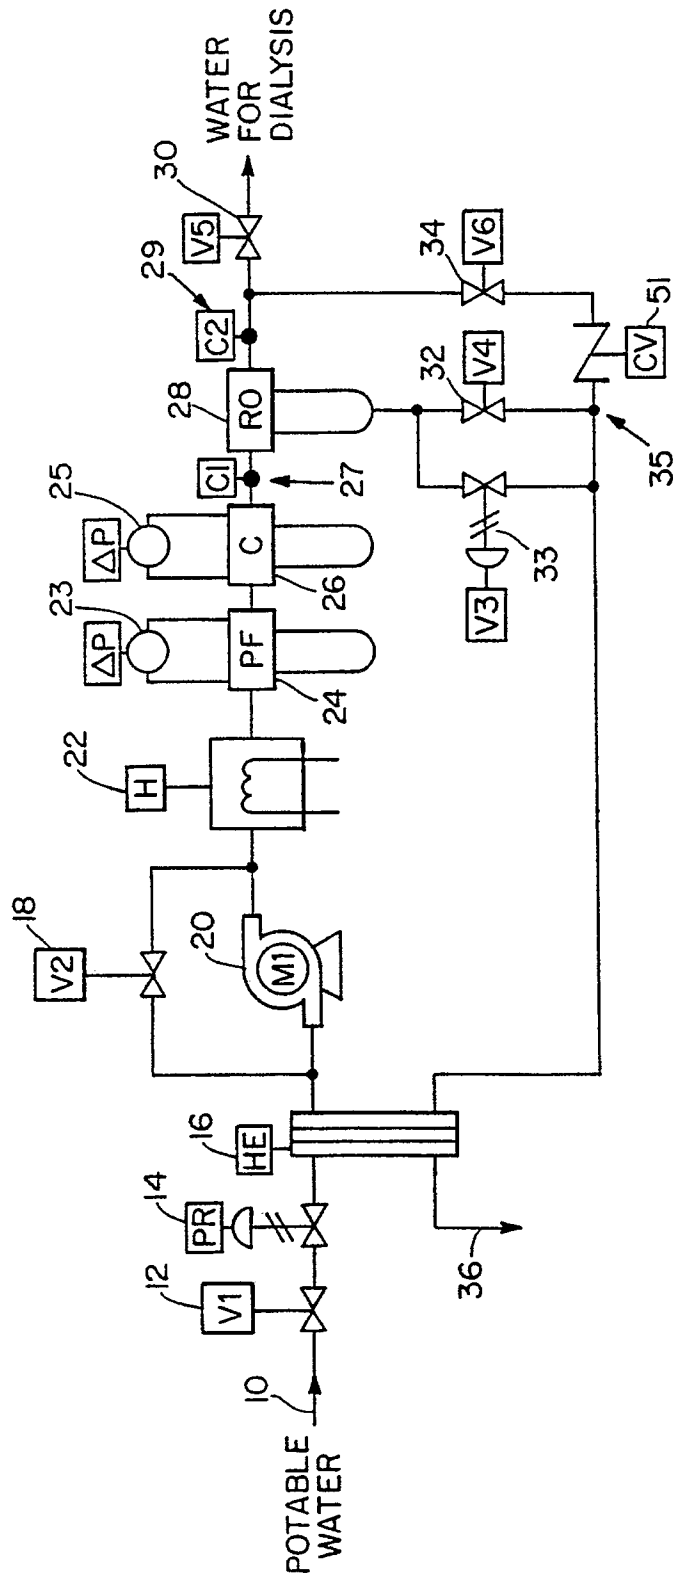 POTABLE
WATER
10
12
V1
14
PR
16
HE
36
18
V2
20
M1
22
H
23
ΔP
PF
24
25
ΔP
C
26
C1
27
28
RO
29
C2
30
V5
WATER
FOR
DIALYSIS
V3
33
32
V4
34
V6
35
CV
51